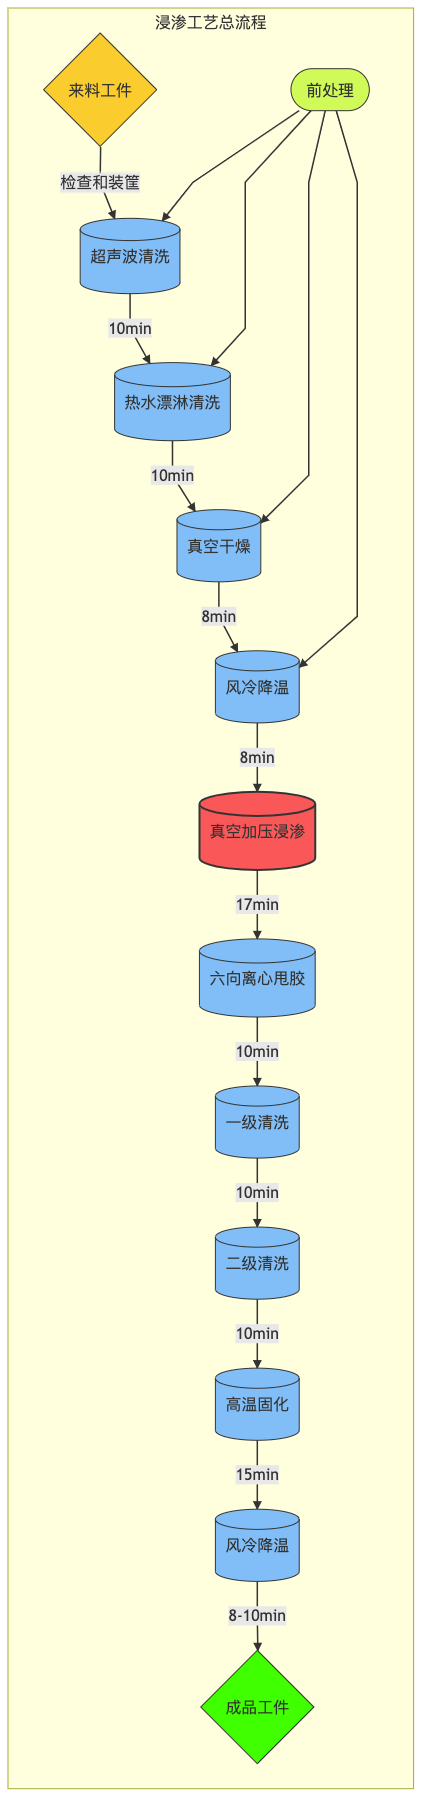 浸渗工艺总流程
来料工件
前处理
检查和装筐
超声波清洗
10min
热水漂淋清洗
10min
真空干燥
8min
风冷降温
8min
真空加压浸渗
17min
六向离心甩胶
10min
一级清洗
10min
二级清洗
10min
高温固化
15min
风冷降温
8-10min
成品工件